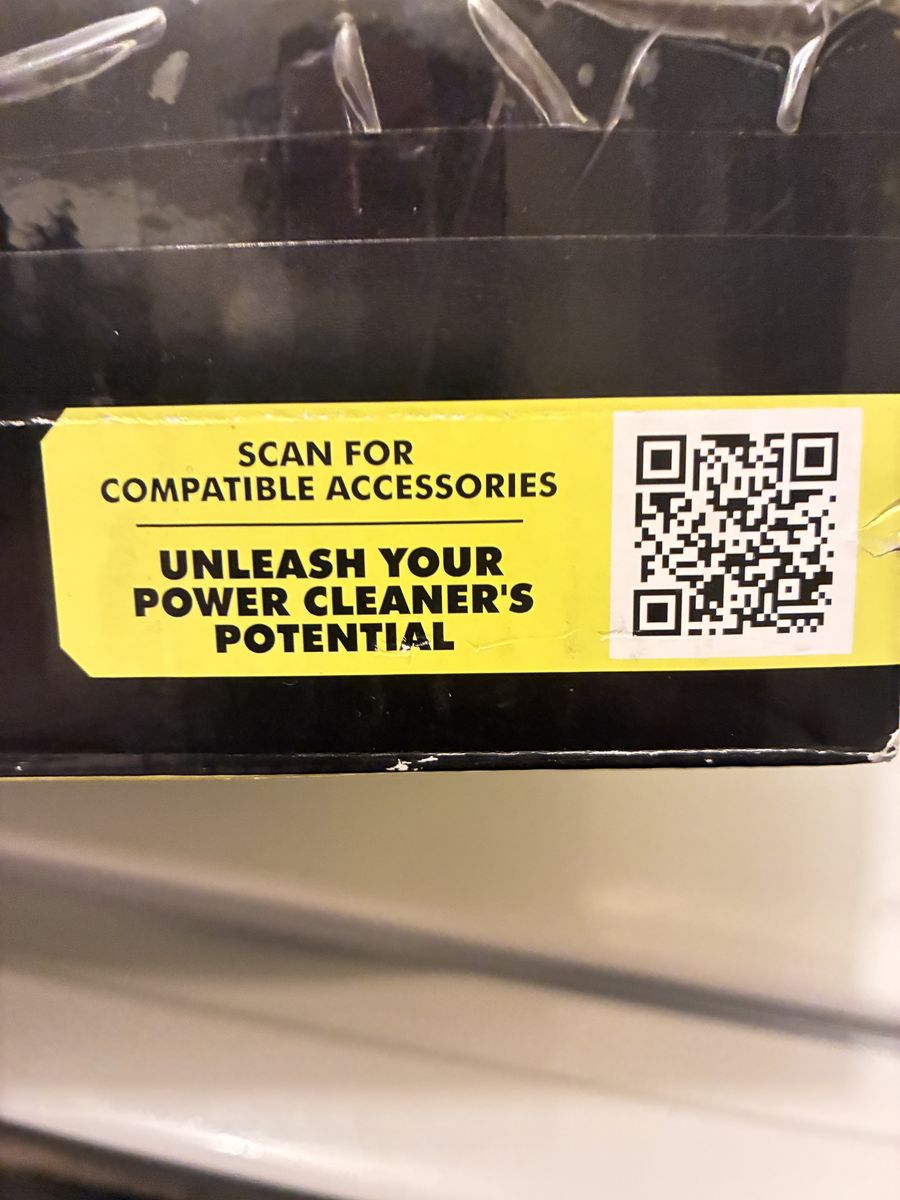 SCAN FOR
COMPATIBLE ACCESSORIES
UNLEASH YOUR
POWER CLEANER'S
POTENTIAL